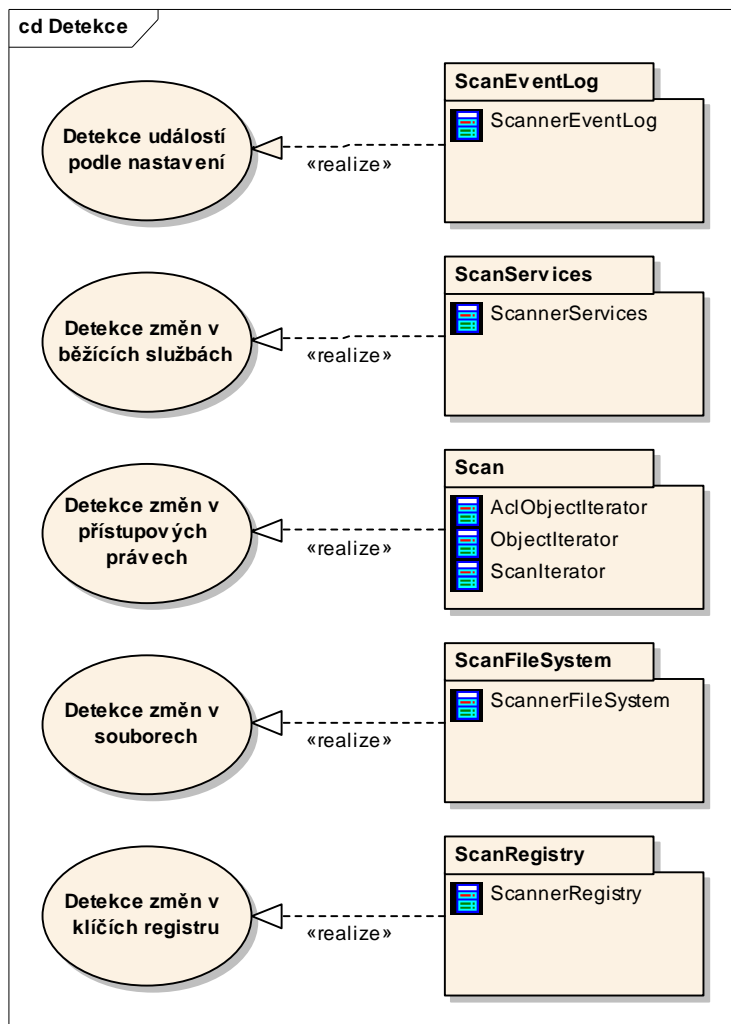 cd Detekce
Detekce událostí
podle nastavení
«realize»
ScanEventLog
ScannerEventLog
Detekce změn v
běžících službách
«realize»
ScanServices
ScannerServices
Detekce změn v
přístupových
právech
«realize»
Scan
AclObjectIterator
ObjectIterator
ScanIterator
Detekce změn v
souborech
«realize»
ScanFileSystem
ScannerFileSystem
Detekce změn v
klíčích registru
«realize»
ScanRegistry
ScannerRegistry